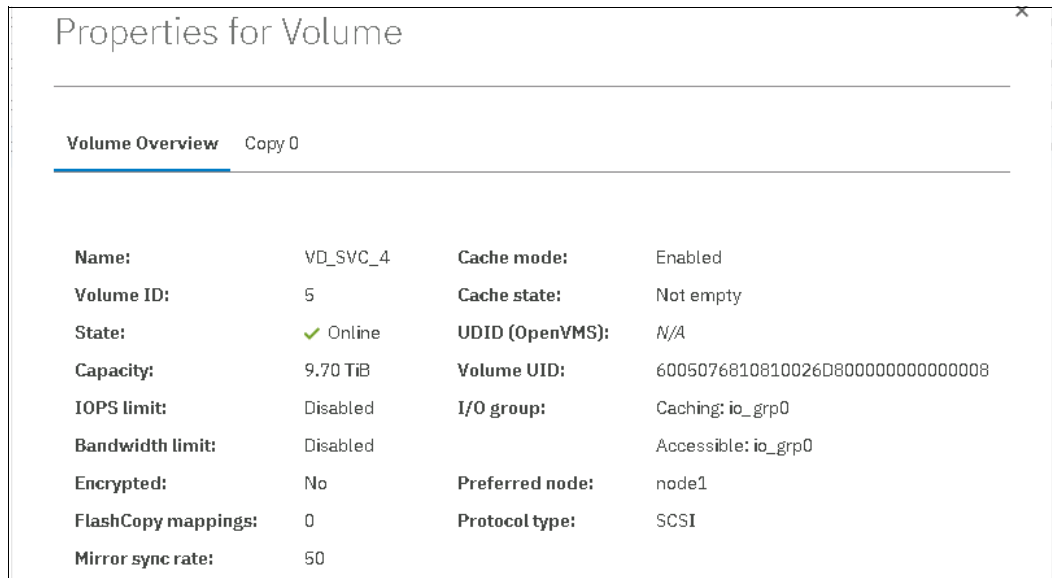 Properties for Volume
×
Volume Overview Copy 0
Name: VD_SVC_4 Cache mode: Enabled
Volume ID: 5 Cache state: Not empty
State: ✓ Online UDID (OpenVMS): N/A
Capacity: 9.70 TiB Volume UID: 6005076810810026D800000000000008
IOPS limit: Disabled I/O group: Caching: io_grp0
Bandwidth limit: Disabled Accessible: io_grp0
Encrypted: No Preferred node: node1
FlashCopy mappings: 0 Protocol type: SCSI
Mirror sync rate: 50